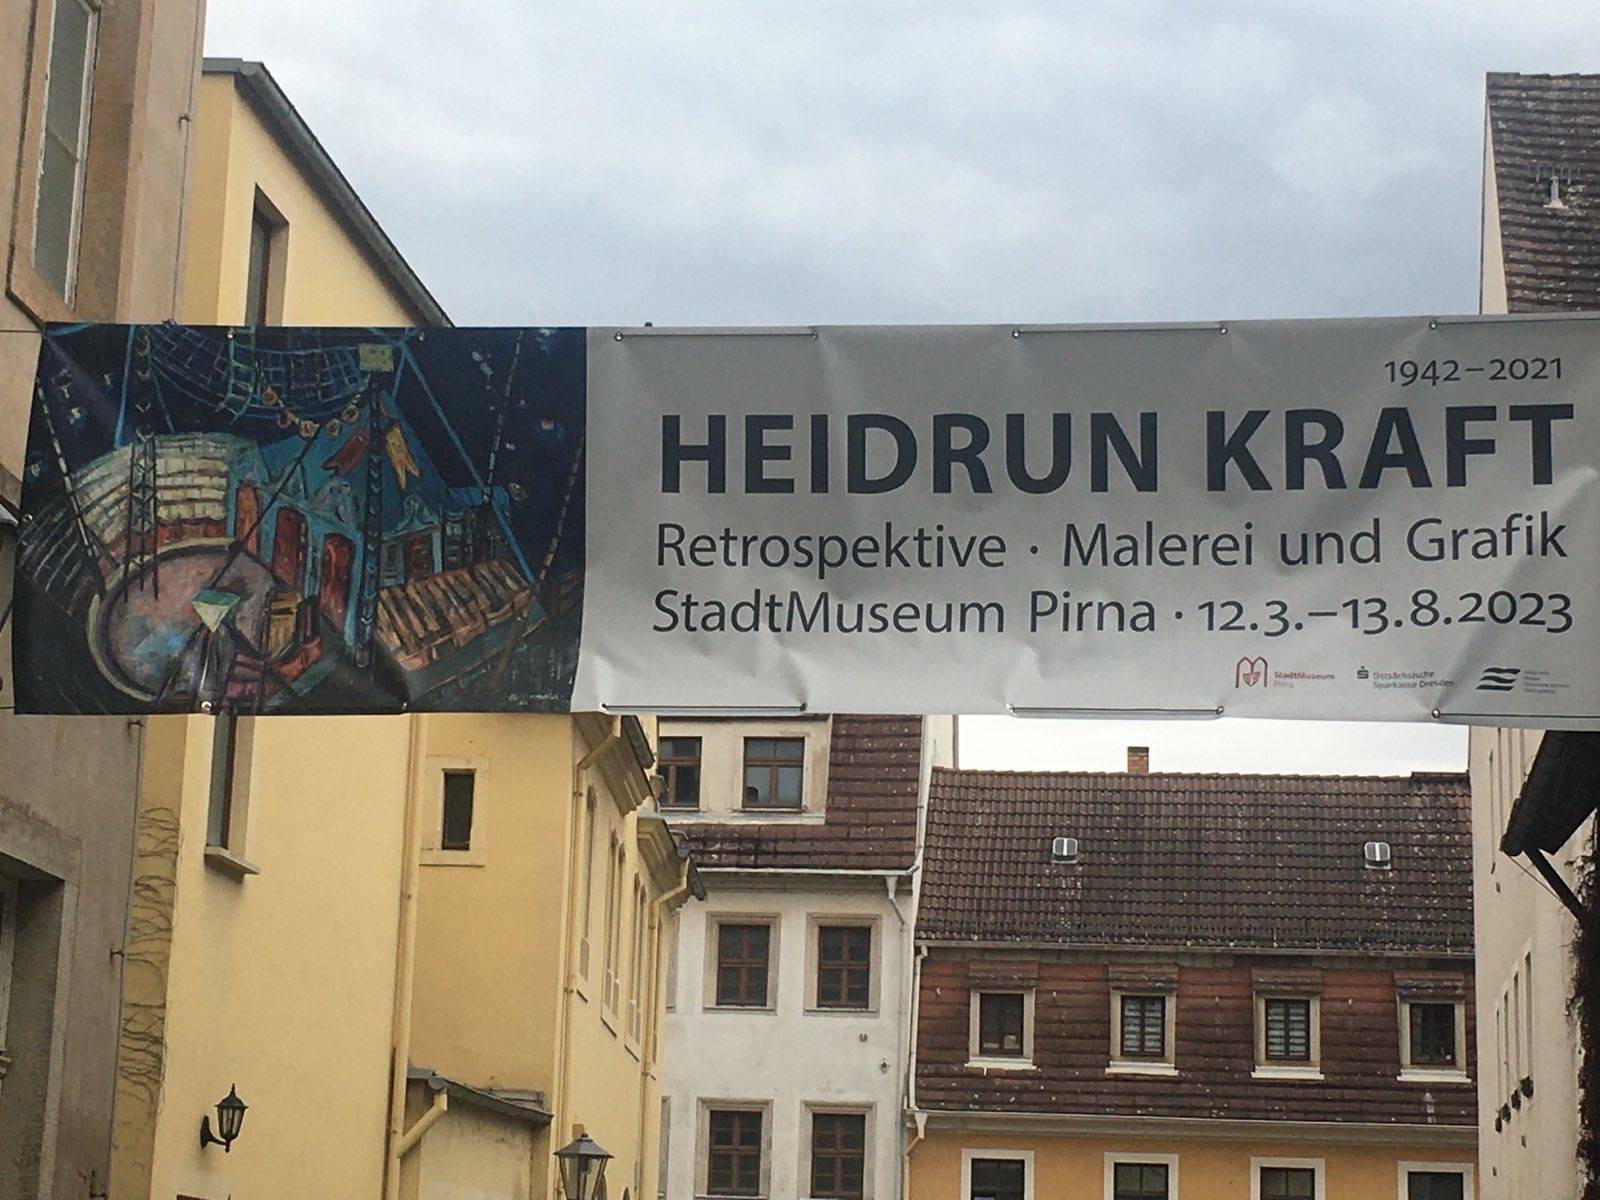 1942–2021
HEIDRUN KRAFT
Retrospektive · Malerei und Grafik
StadtMuseum Pirna · 12.3.–13.8.2023
StadtMuseum
Pirna
Ostsächsische
Sparkasse Dresden